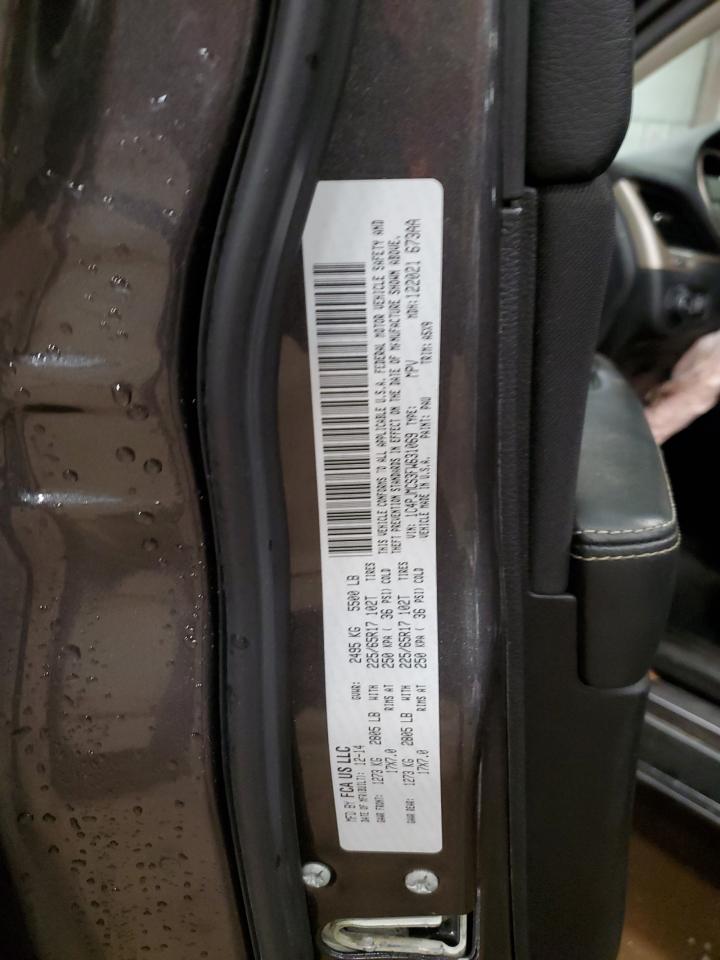 MFD BY FCA US LLC
DATE OF MFR(BUILT): 12-14 GVWR: 2495 KG 5500 LB
GAWR FRONT: 1273 KG 2805 LB WITH 225/65R17 102T TIRES
17X7.0 RIMS AT 250 KPA ( 36 PSI) COLD
GAWR REAR: 1273 KG 2805 LB WITH 225/65R17 102T TIRES
17X7.0 RIMS AT 250 KPA ( 36 PSI) COLD
THIS VEHICLE CONFORMS TO ALL APPLICABLE U.S.A. FEDERAL MOTOR VEHICLE SAFETY AND
THEFT PREVENTION STANDARDS IN EFFECT ON THE DATE OF MANUFACTURE SHOWN ABOVE.
VIN: 1C4PJMCS3FW631069 TYPE: MPV MDH:122021 673AA
VEHICLE MADE IN U.S.A. PAINT: PAU TRIM: A5X9